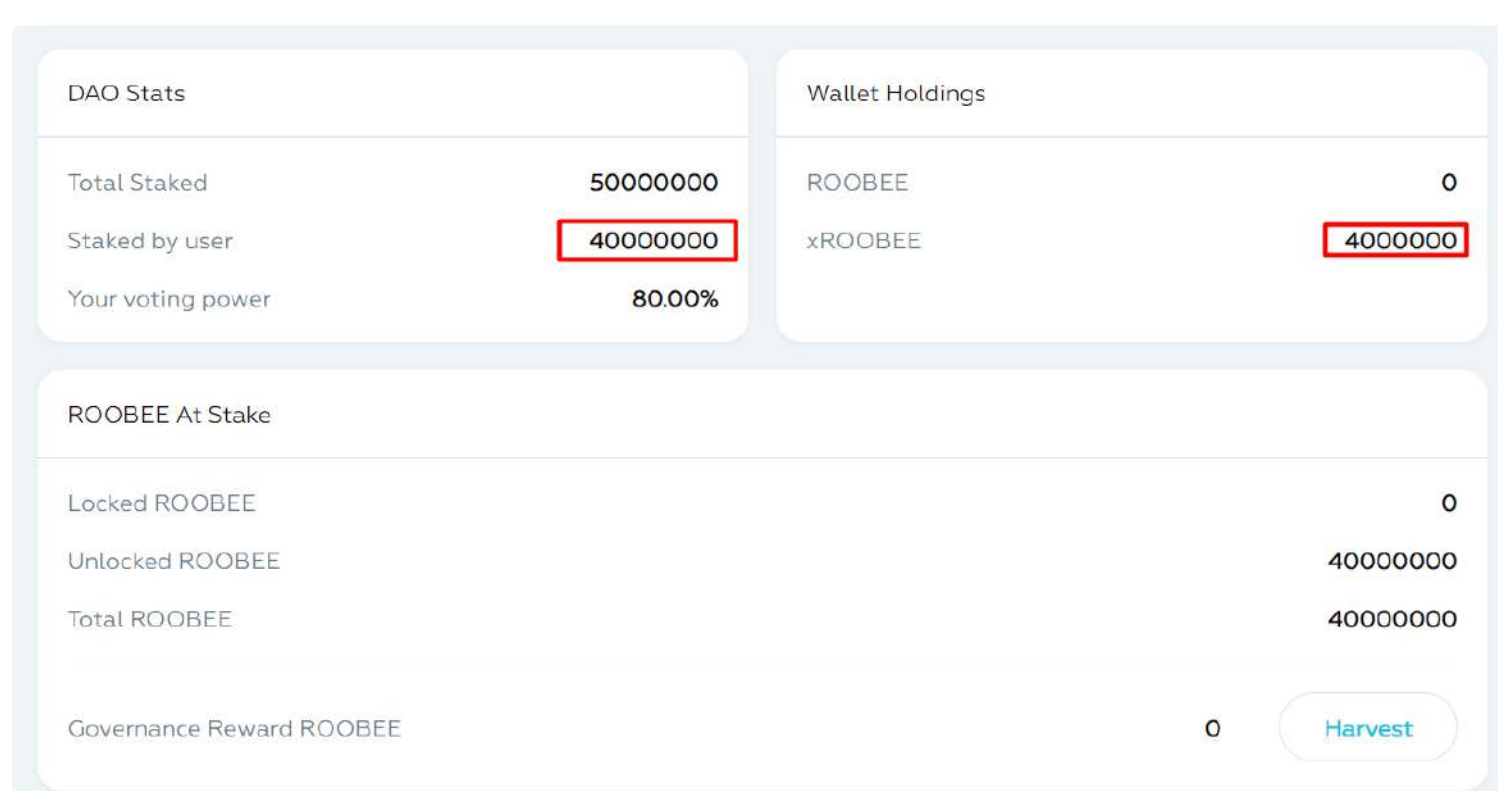 DAO Stats
Total Staked 50000000
Staked by user 40000000
Your voting power 80.00%
Wallet Holdings
ROOBEE 0
xROOBEE 4000000
ROOBEE At Stake
Locked ROOBEE 0
Unlocked ROOBEE 40000000
Total ROOBEE 40000000
Governance Reward ROOBEE 0 Harvest